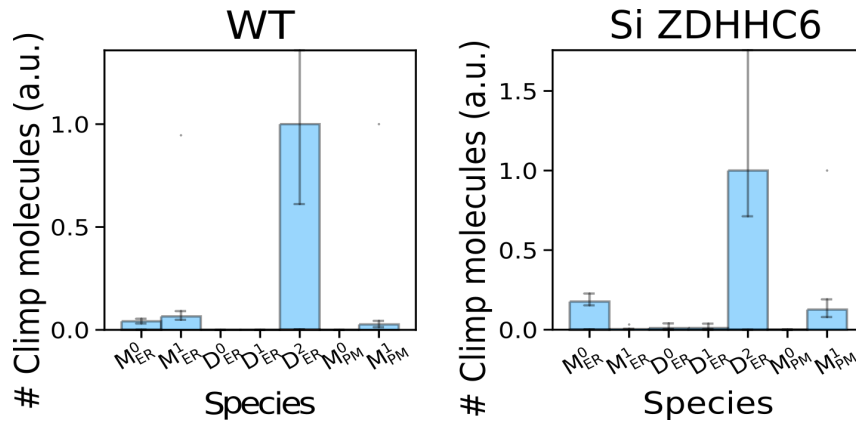 WT
# Climp molecules (a.u.)
1.0
0.5
0.0
M⁰ER M¹ER D⁰ER D¹ER D²ER M⁰PM M¹PM
Species
Si ZDHHC6
# Climp molecules (a.u.)
1.5
1.0
0.5
0.0
M⁰ER M¹ER D⁰ER D¹ER D²ER M⁰PM M¹PM
Species